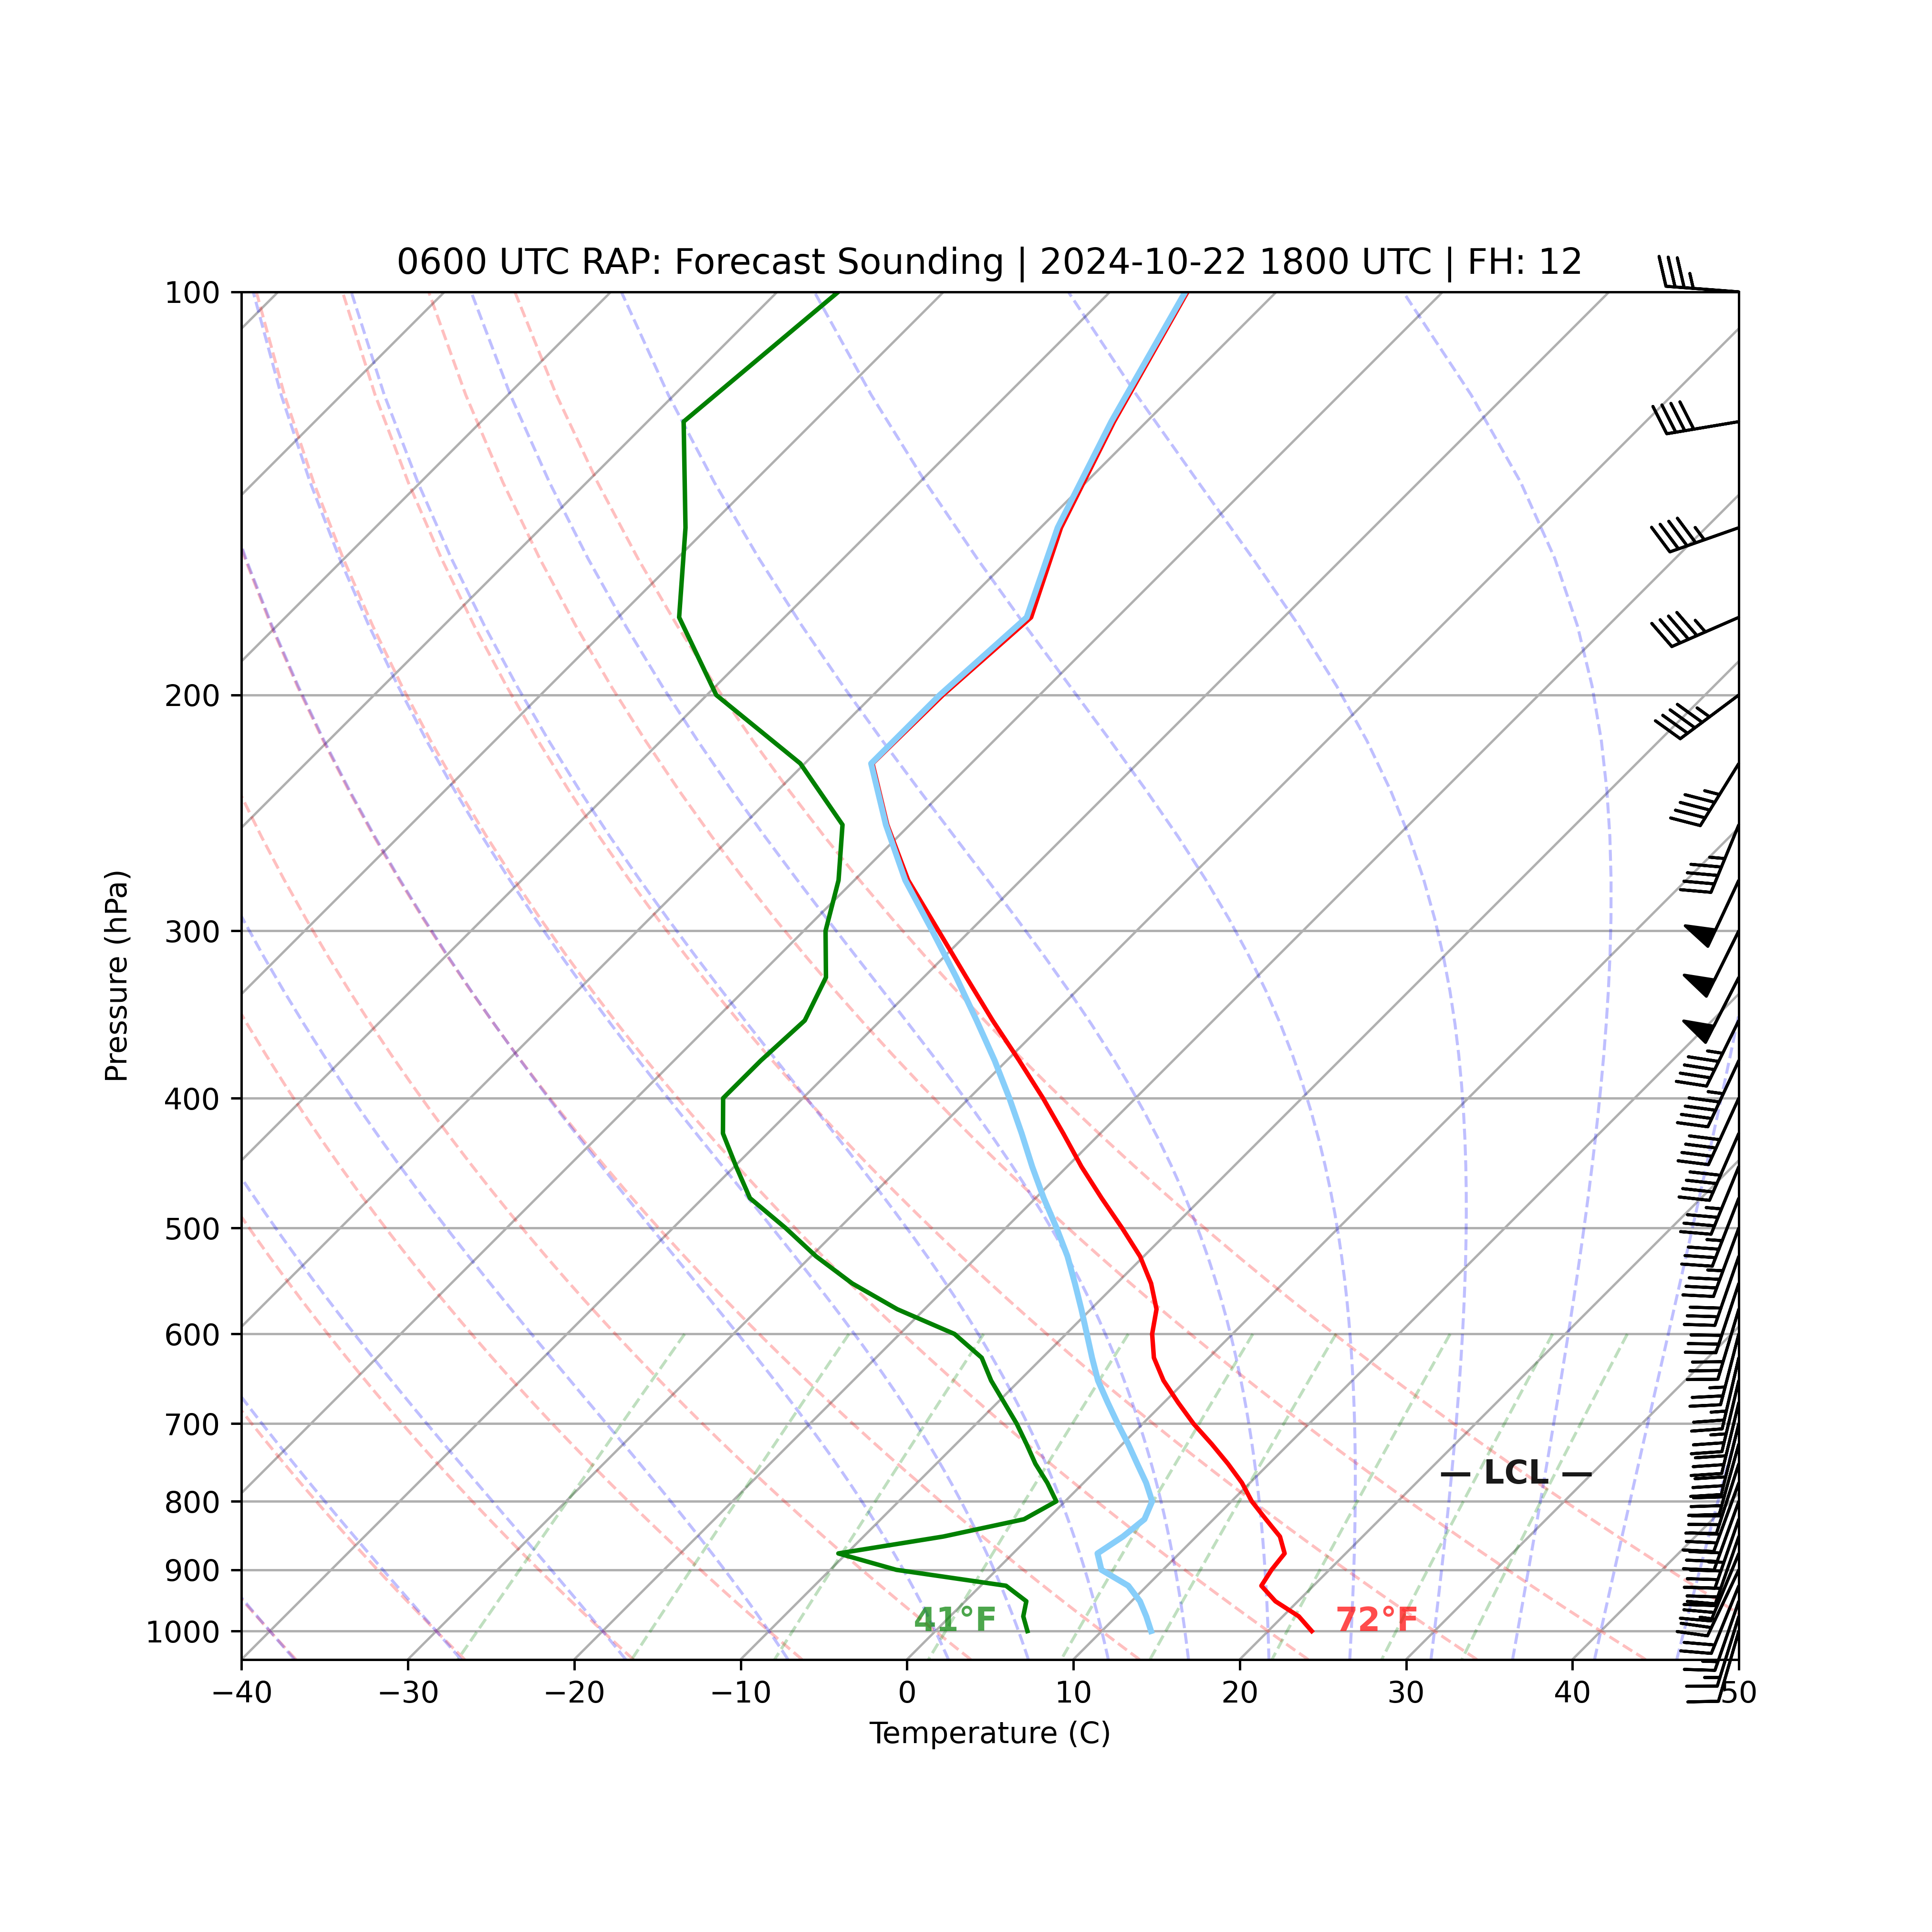 0600 UTC RAP: Forecast Sounding | 2024-10-22 1800 UTC | FH: 12
100
200
300
400
500
600
700
800
900
1000
Pressure (hPa)
— LCL —
41°F
72°F
−40 −30 −20 −10 0 10 20 30 40 50
Temperature (C)